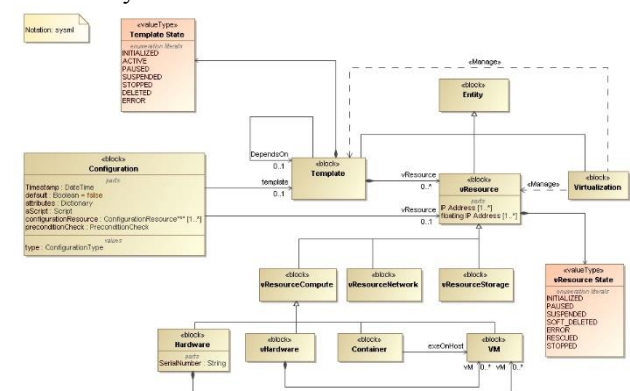 Notation: sysml
«valueType»
Template State
enumeration literals
INITIALIZED
ACTIVE
PAUSED
SUSPENDED
STOPPED
DELETED
ERROR
«Manage»
«block»
Entity
DependsOn
0..1
«block»
Configuration
parts
Timestamp : DateTime
default : Boolean = false
attributes : Dictionary
aScript : Script
configurationResource : ConfigurationResource"*" [1..*]
preconditionCheck : PreconditionCheck
values
type : ConfigurationType
template
0..1
«block»
Template
vResource
0..*
«block»
vResource
parts
IP Address [1..*]
floating IP Address [1..*]
vResource
0..1
«Manage»
«block»
Virtualization
«block»
vResourceCompute
«block»
vResourceNetwork
«block»
vResourceStorage
«valueType»
vResource State
enumeration literals
INITIALIZED
PAUSED
SUSPENDED
SOFT_DELETED
ERROR
RESCUED
STOPPED
«block»
Hardware
parts
SerialNumber : String
«block»
vHardware
«block»
Container
exeOnHost
«block»
VM
vM 0..* vM 0..*